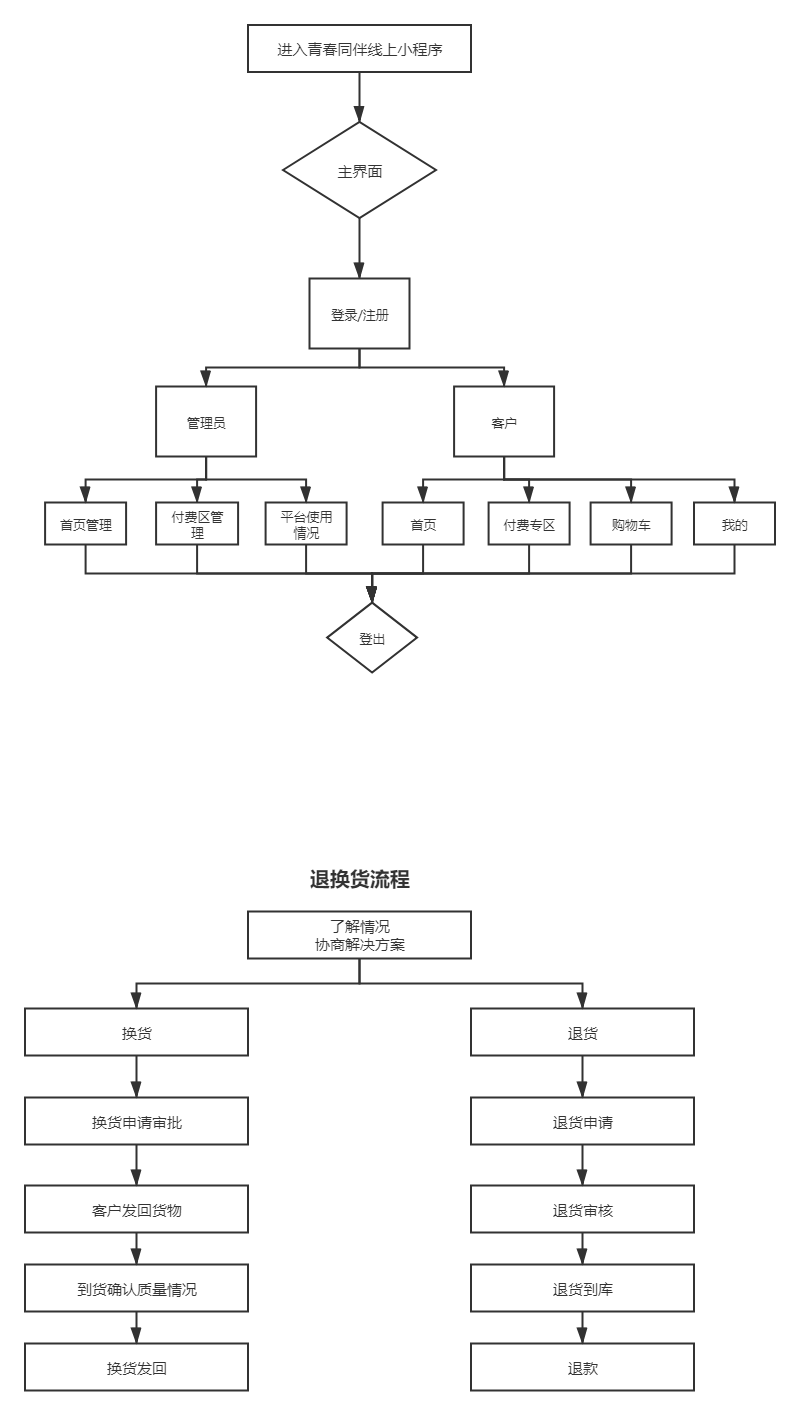 进入青春同伴线上小程序
主界面
登录/注册
管理员
客户
首页管理
付费区管
理
平台使用
情况
首页
付费专区
购物车
我的
登出
退换货流程
了解情况
协商解决方案
换货
退货
换货申请审批
退货申请
客户发回货物
退货审核
到货确认质量情况
退货到库
换货发回
退款